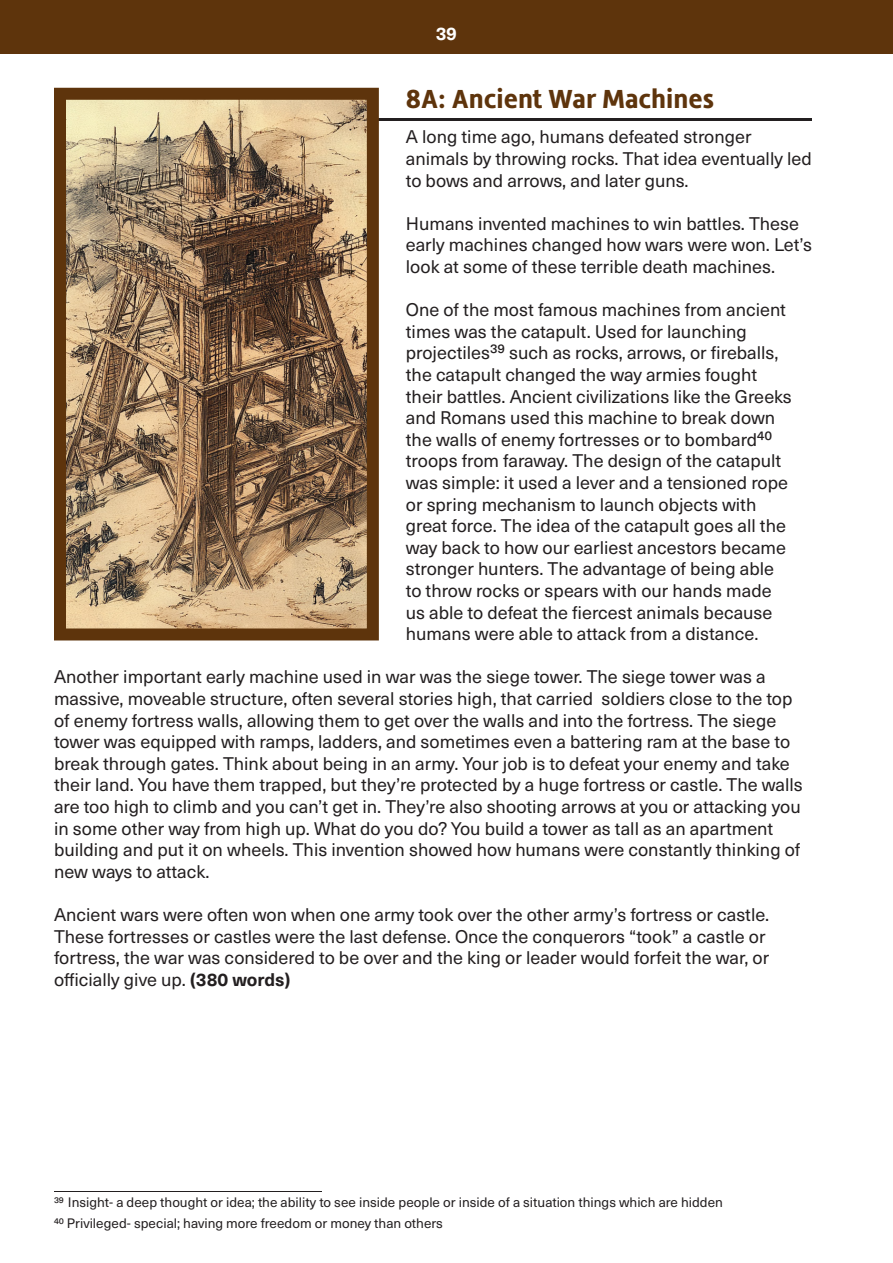 39
8A: Ancient War Machines
A long time ago, humans defeated stronger
animals by throwing rocks. That idea eventually led
to bows and arrows, and later guns.
Humans invented machines to win battles. These
early machines changed how wars were won. Let’s
look at some of these terrible death machines.
One of the most famous machines from ancient
times was the catapult. Used for launching
projectiles³⁹ such as rocks, arrows, or fireballs,
the catapult changed the way armies fought
their battles. Ancient civilizations like the Greeks
and Romans used this machine to break down
the walls of enemy fortresses or to bombard⁴⁰
troops from faraway. The design of the catapult
was simple: it used a lever and a tensioned rope
or spring mechanism to launch objects with
great force. The idea of the catapult goes all the
way back to how our earliest ancestors became
stronger hunters. The advantage of being able
to throw rocks or spears with our hands made
us able to defeat the fiercest animals because
humans were able to attack from a distance.
Another important early machine used in war was the siege tower. The siege tower was a
massive, moveable structure, often several stories high, that carried  soldiers close to the top
of enemy fortress walls, allowing them to get over the walls and into the fortress. The siege
tower was equipped with ramps, ladders, and sometimes even a battering ram at the base to
break through gates. Think about being in an army. Your job is to defeat your enemy and take
their land. You have them trapped, but they’re protected by a huge fortress or castle. The walls
are too high to climb and you can’t get in. They’re also shooting arrows at you or attacking you
in some other way from high up. What do you do? You build a tower as tall as an apartment
building and put it on wheels. This invention showed how humans were constantly thinking of
new ways to attack.
Ancient wars were often won when one army took over the other army’s fortress or castle.
These fortresses or castles were the last defense. Once the conquerors “took” a castle or
fortress, the war was considered to be over and the king or leader would forfeit the war, or
officially give up. (380 words)
³⁹ Insight- a deep thought or idea; the ability to see inside people or inside of a situation things which are hidden
⁴⁰ Privileged- special; having more freedom or money than others